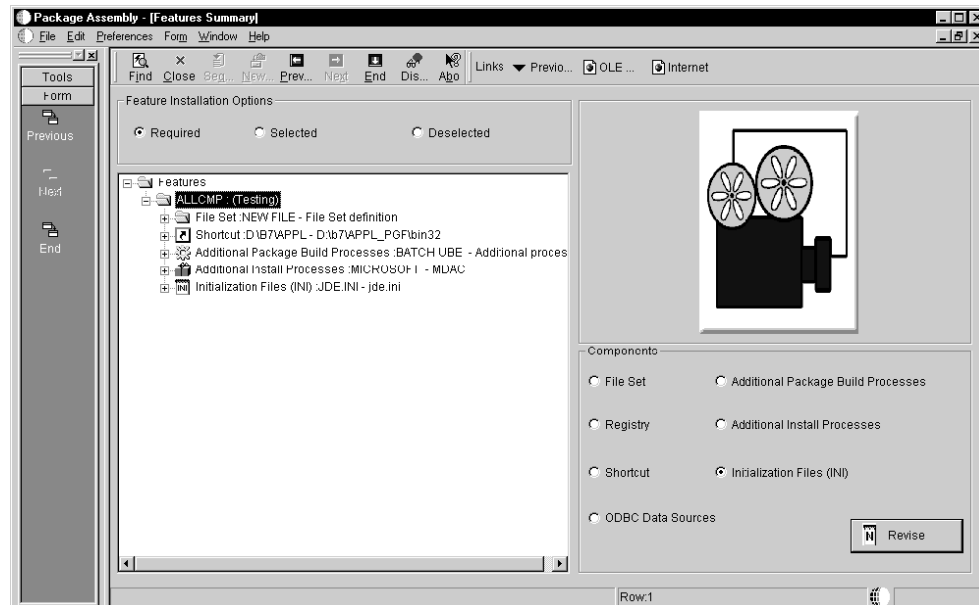 Package Assembly - [Features Summary]
File Edit Preferences Form Window Help
Find Close Beg... New... Prev... Next End Dis... Abo Links Previo... OLE ... Internet
Tools
Form
Previous
Next
End
Feature Installation Options
Required Selected Deselected
Features
ALLCMP : (Testing)
File Set :NEW FILE - File Set definition
Shortcut :D\B7\APPL - D:\b7\APPL_PGF\bin32
Additional Package Build Processes :BATCH UBE - Additional proces
Additional Install Processes :MICROSOFT - MDAC
Initialization Files (INI) :JDE.INI - jde.ini
Components
File Set Additional Package Build Processes
Registry Additional Install Processes
Shortcut Initialization Files (INI)
ODBC Data Sources
Revise
Row:1